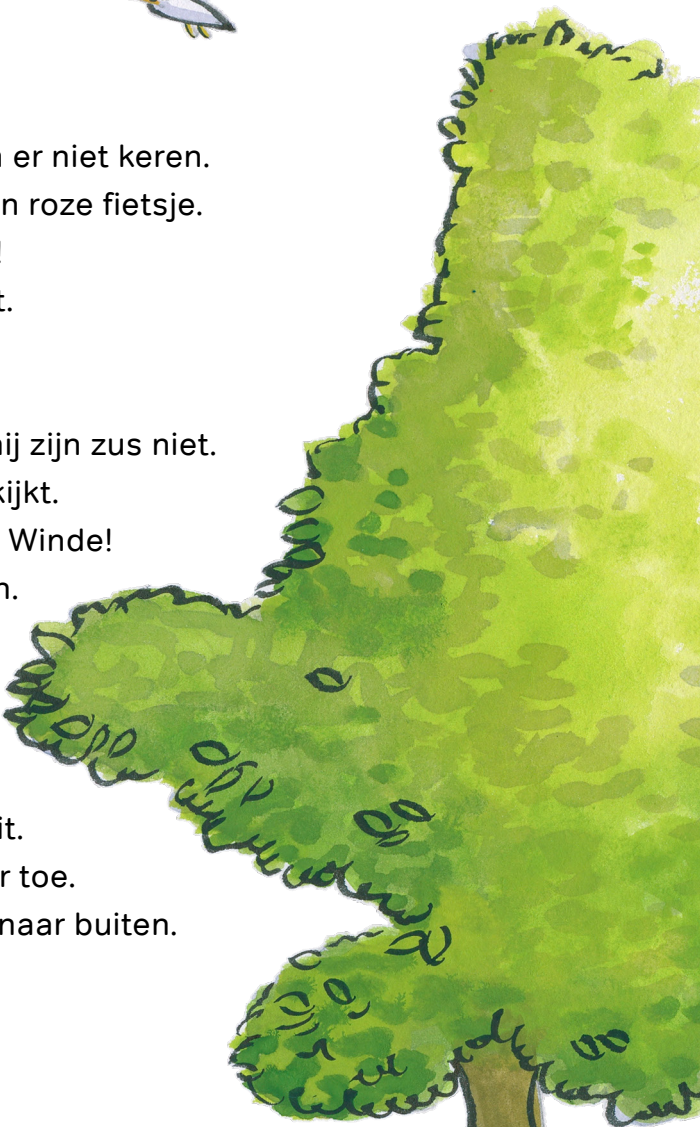 er niet keren.
n roze fietsje.
!
t.
ij zijn zus niet.
kijkt.
Winde!
n.
it.
r toe.
naar buiten.